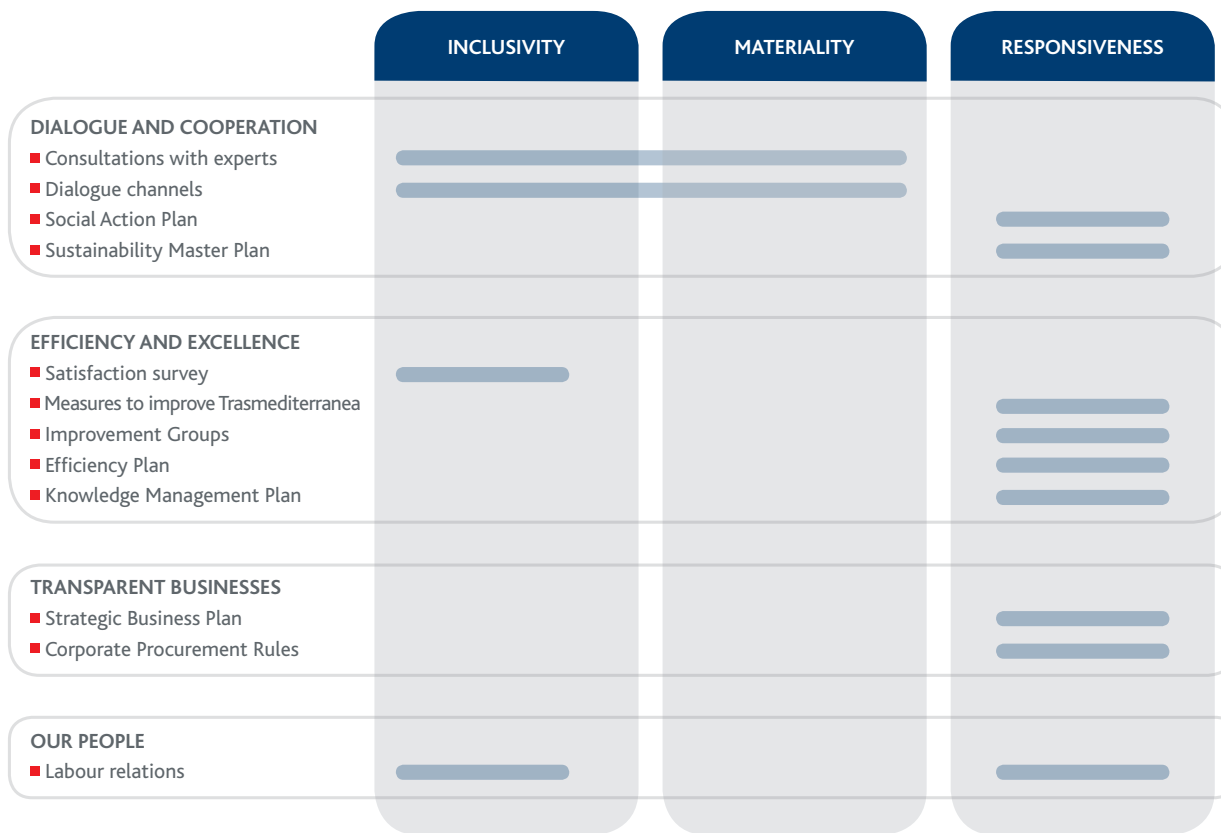 INCLUSIVITY
MATERIALITY
RESPONSIVENESS
DIALOGUE AND COOPERATION
Consultations with experts
Dialogue channels
Social Action Plan
Sustainability Master Plan
EFFICIENCY AND EXCELLENCE
Satisfaction survey
Measures to improve Trasmediterranea
Improvement Groups
Efficiency Plan
Knowledge Management Plan
TRANSPARENT BUSINESSES
Strategic Business Plan
Corporate Procurement Rules
OUR PEOPLE
Labour relations